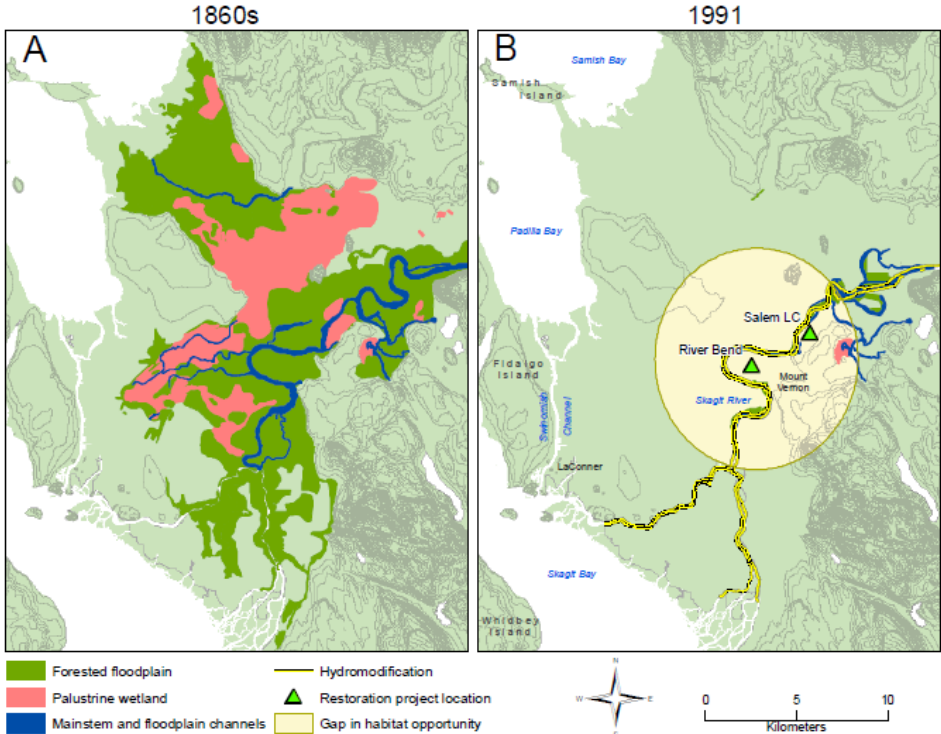 1860s
1991
A
B
Samish Bay
Samish
Island
Padilla Bay
Salem LC
River Bend
Fidalgo
Island
Mount
Vernon
Skagit River
Swinomish
Channel
LaConner
Skagit Bay
Whidbey
Island
Forested floodplain
Palustrine wetland
Mainstem and floodplain channels
Hydromodification
Restoration project location
Gap in habitat opportunity
N
W
E
S
0
5
10
Kilometers